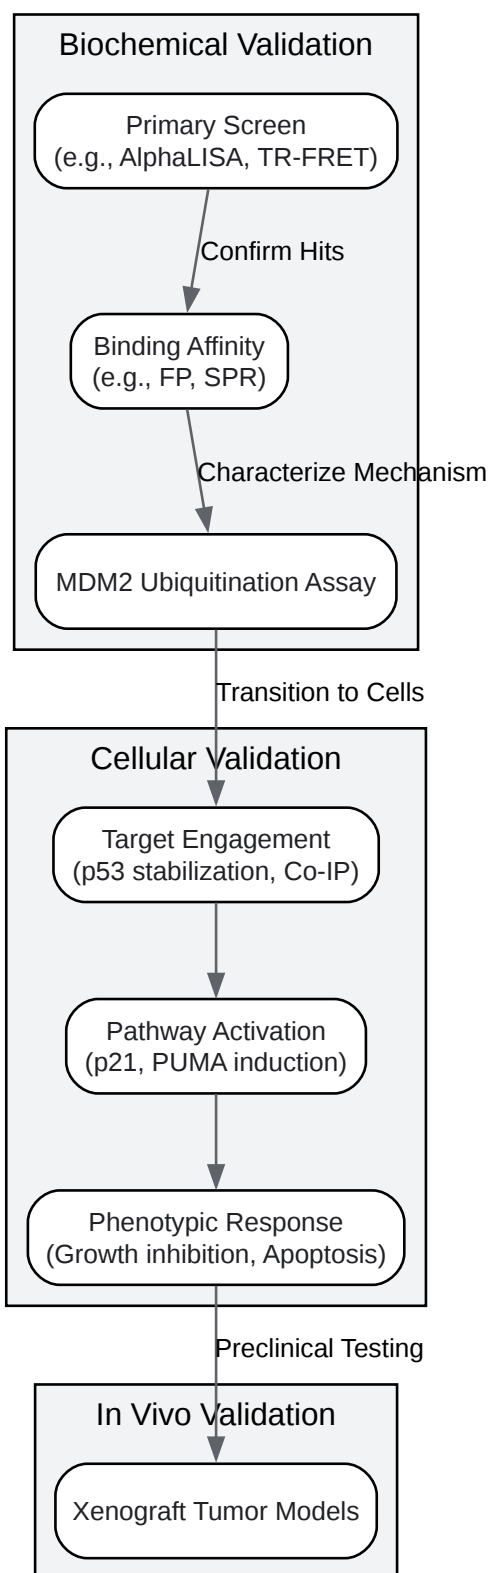 Biochemical Validation
Primary Screen
(e.g., AlphaLISA, TR-FRET)
Confirm Hits
Binding Affinity
(e.g., FP, SPR)
Characterize Mechanism
MDM2 Ubiquitination Assay
Transition to Cells
Cellular Validation
Target Engagement
(p53 stabilization, Co-IP)
Pathway Activation
(p21, PUMA induction)
Phenotypic Response
(Growth inhibition, Apoptosis)
Preclinical Testing
In Vivo Validation
Xenograft Tumor Models